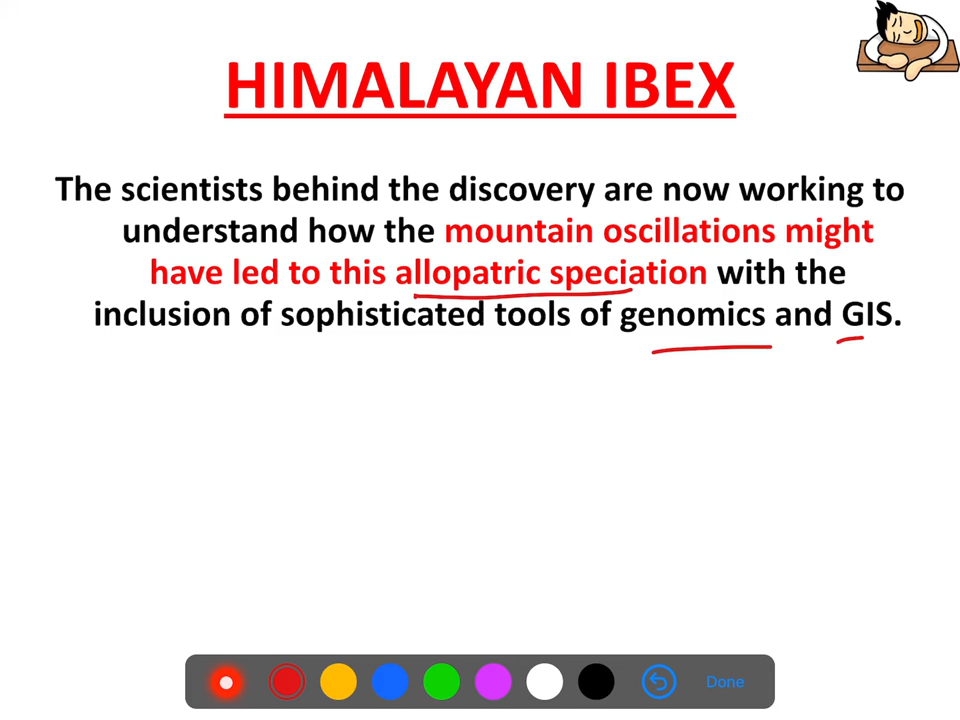 HIMALAYAN IBEX
The scientists behind the discovery are now working to
understand how the mountain oscillations might
have led to this allopatric speciation with the
inclusion of sophisticated tools of genomics and GIS.
Done